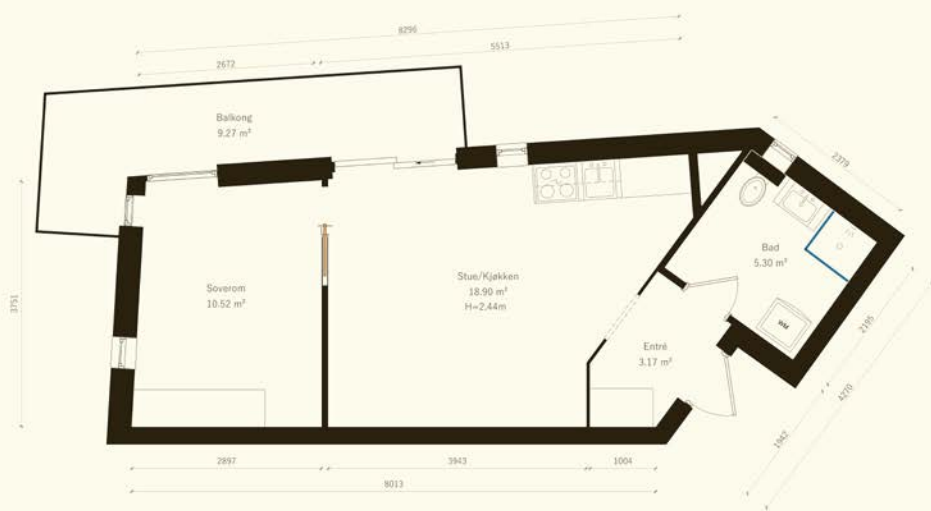 8296
2672
5513
Balkong
9.27 m²
2379
3751
Soverom
10.52 m²
Stue/Kjøkken
18.90 m²
H=2.44m
Bad
5.30 m²
WM
Entré
3.17 m²
2195
4270
1942
2897
3943
1004
8013